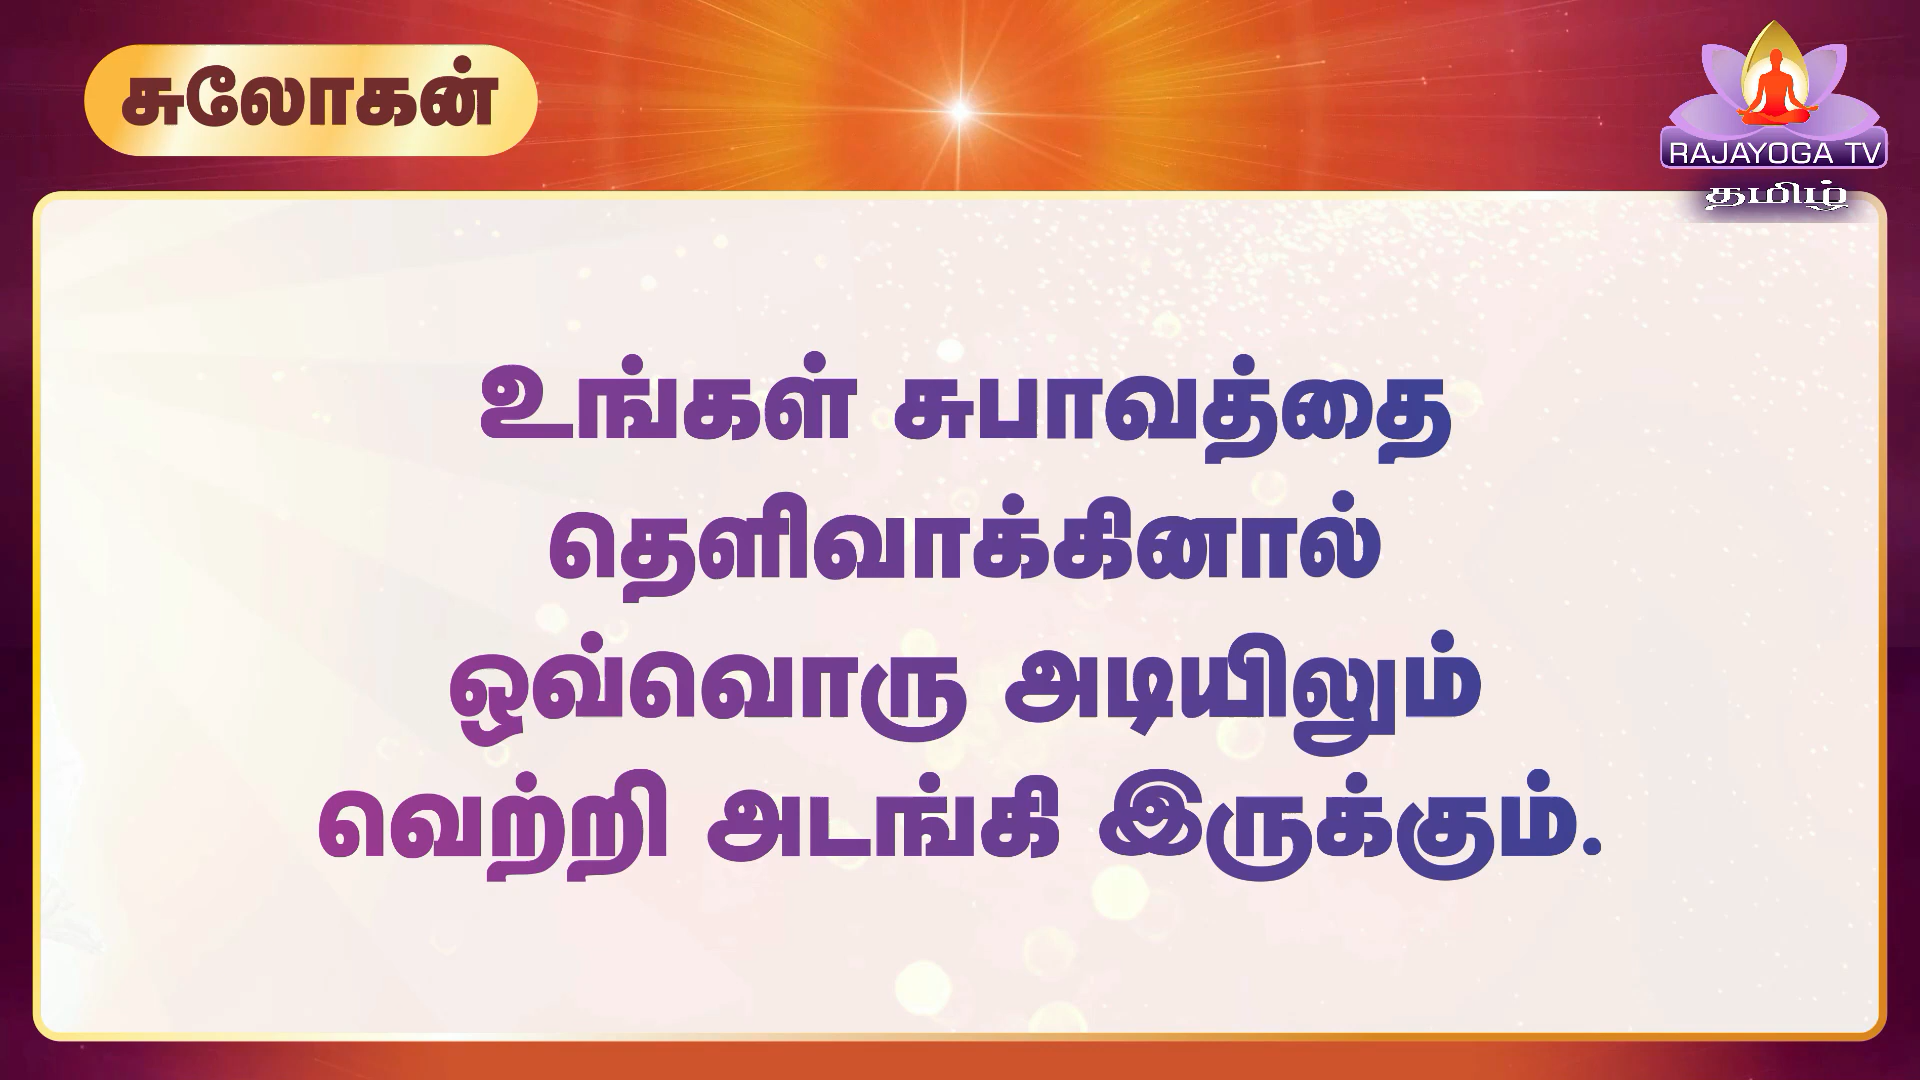 சுலோகன்
RAJAYOGA TV
தமிழ்
உங்கள் சுபாவத்தை
தெளிவாக்கினால்
ஒவ்வொரு அடியிலும்
வெற்றி அடங்கி இருக்கும்.